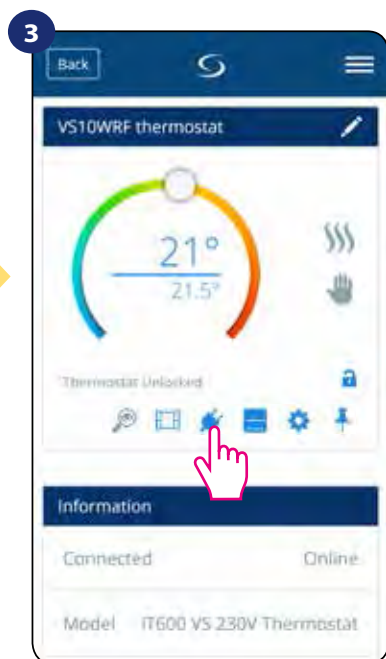 3
Back
VS10WRF thermostat
21°
21.5°
Thermostat Unlocked
Information
Connected Online
Model iT600 VS 230V Thermostat